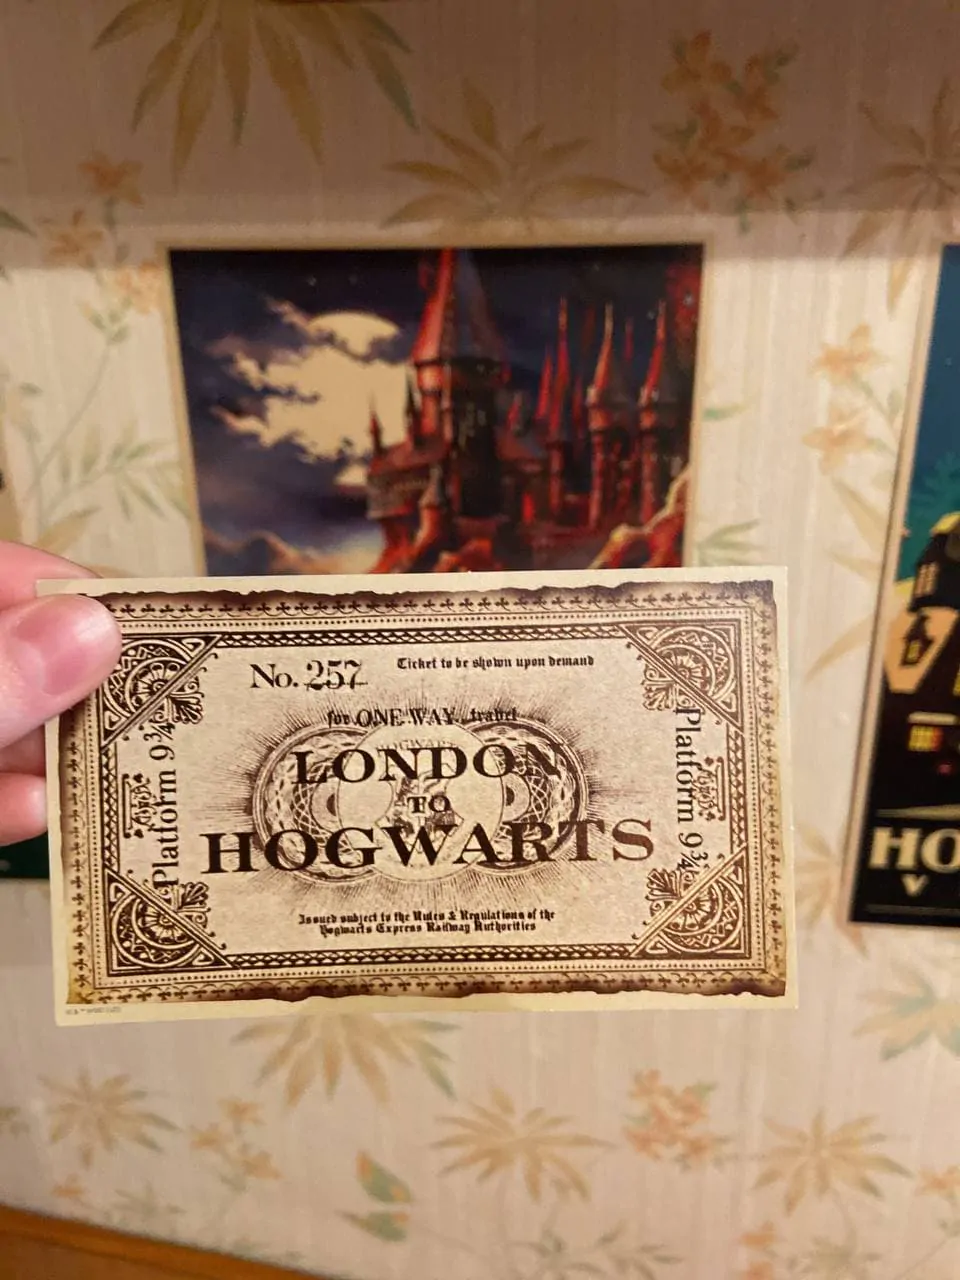 No. 257
Ticket to be shown upon demand
for ONE WAY travel
LONDON
TO
HOGWARTS
Platform 9¾
Platform 9¾
Issued subject to the Rules & Regulations of the
Hogwarts Express Railway Authorities
HO